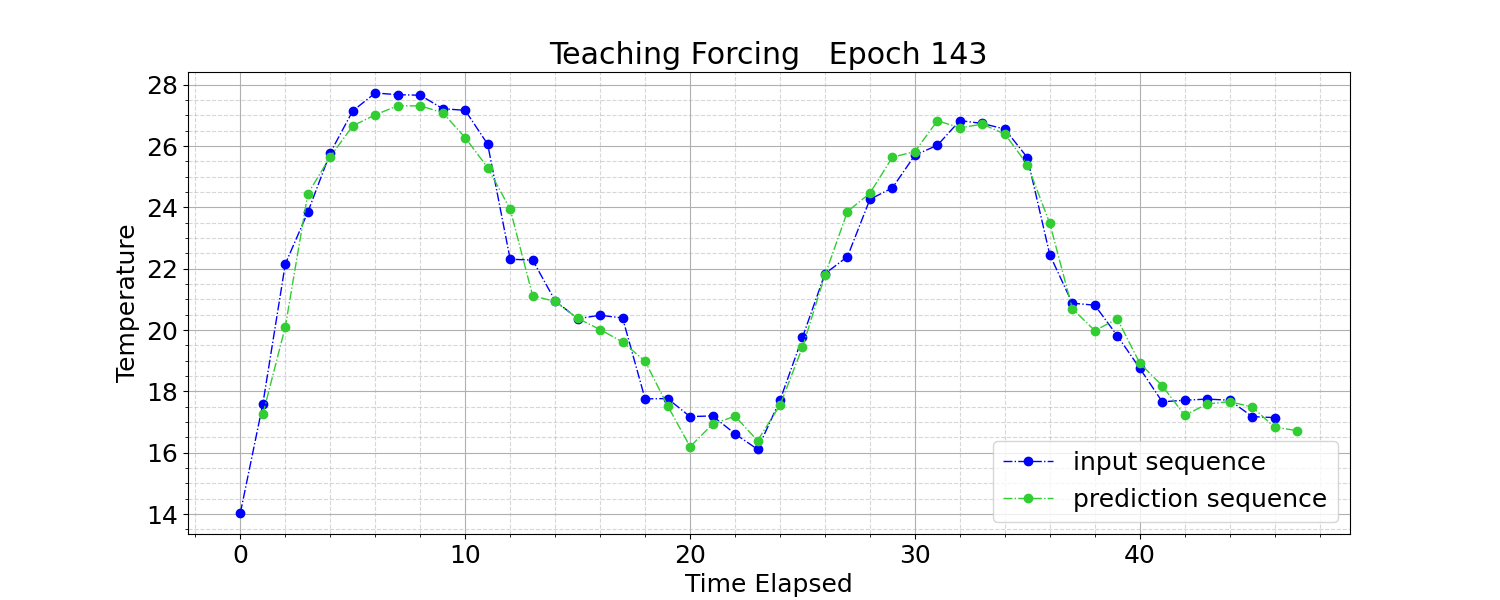 Teaching Forcing   Epoch 143
28
26
24
22
20
18
16
14
Temperature
0
10
20
30
40
Time Elapsed
input sequence
prediction sequence